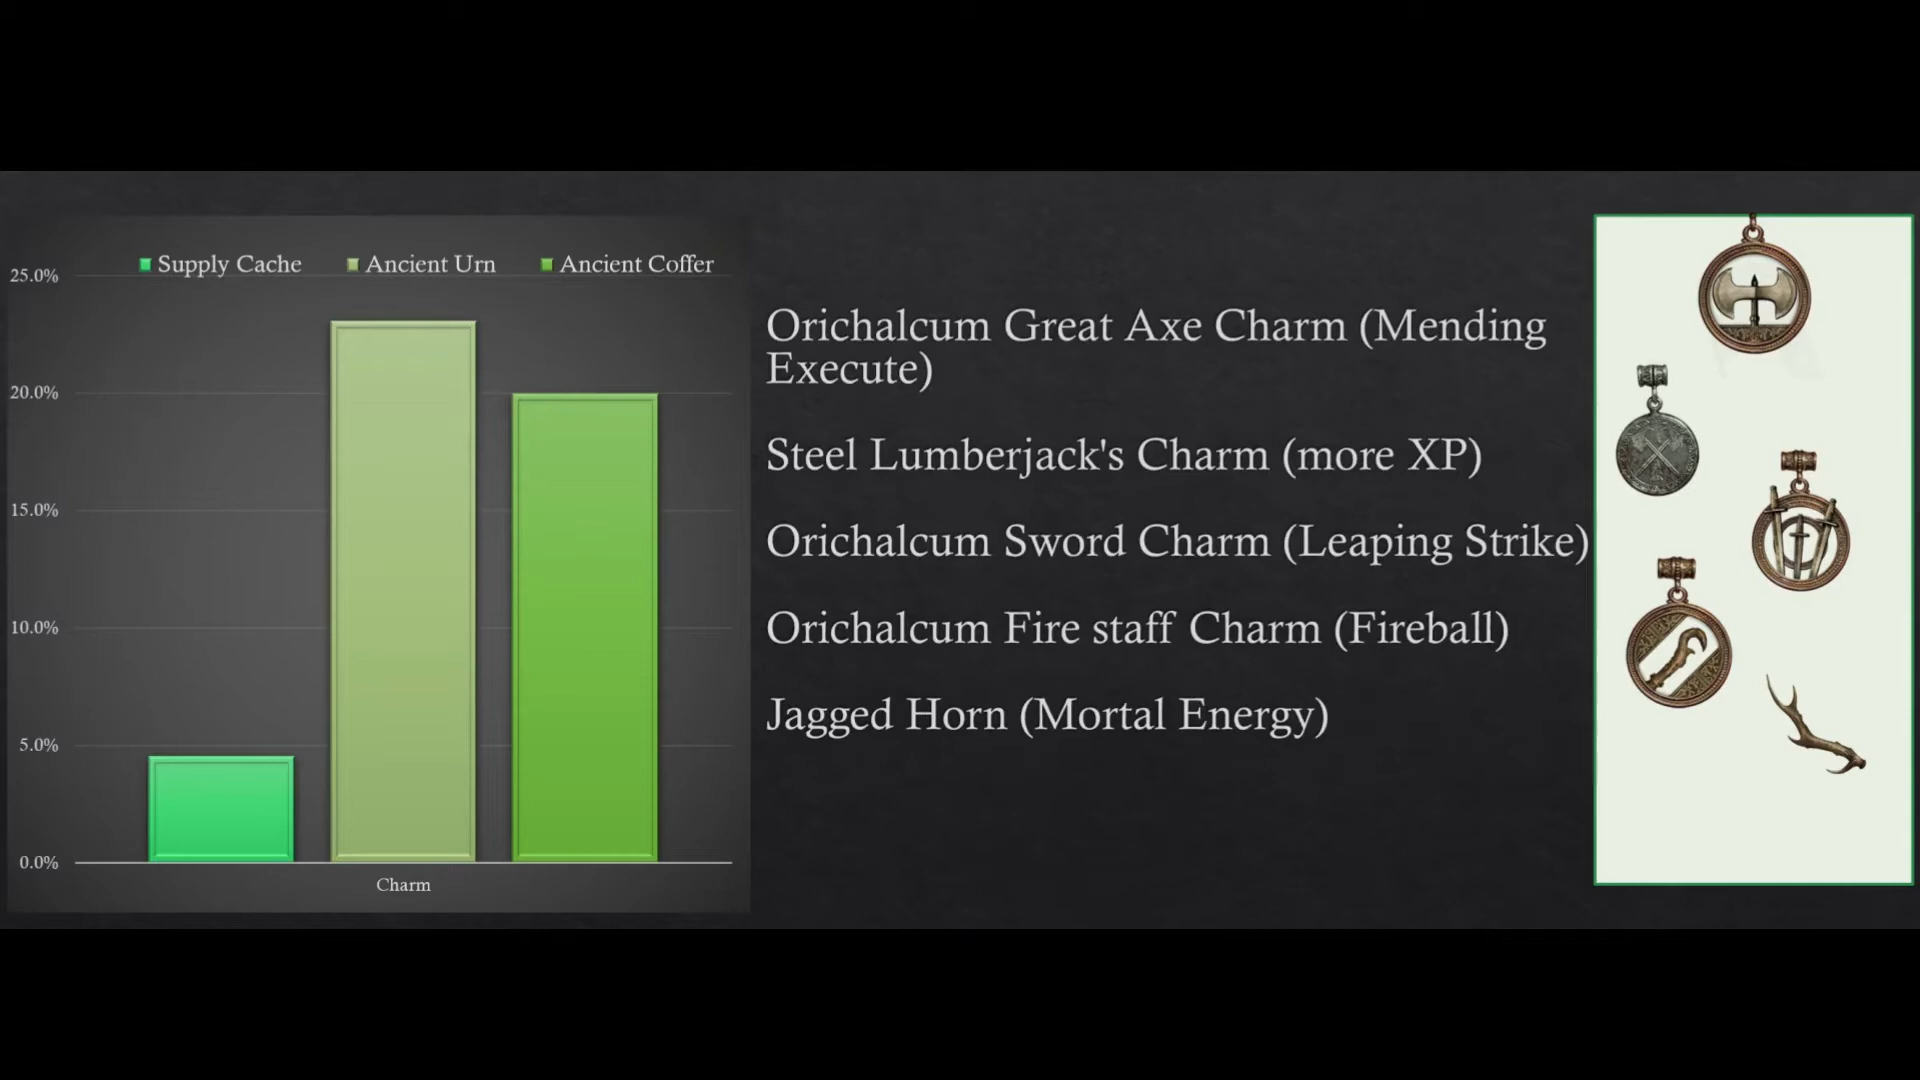 Supply Cache Ancient Urn Ancient Coffer
25.0%
20.0%
15.0%
10.0%
5.0%
0.0%
Charm
Orichalcum Great Axe Charm (Mending
Execute)
Steel Lumberjack's Charm (more XP)
Orichalcum Sword Charm (Leaping Strike)
Orichalcum Fire staff Charm (Fireball)
Jagged Horn (Mortal Energy)